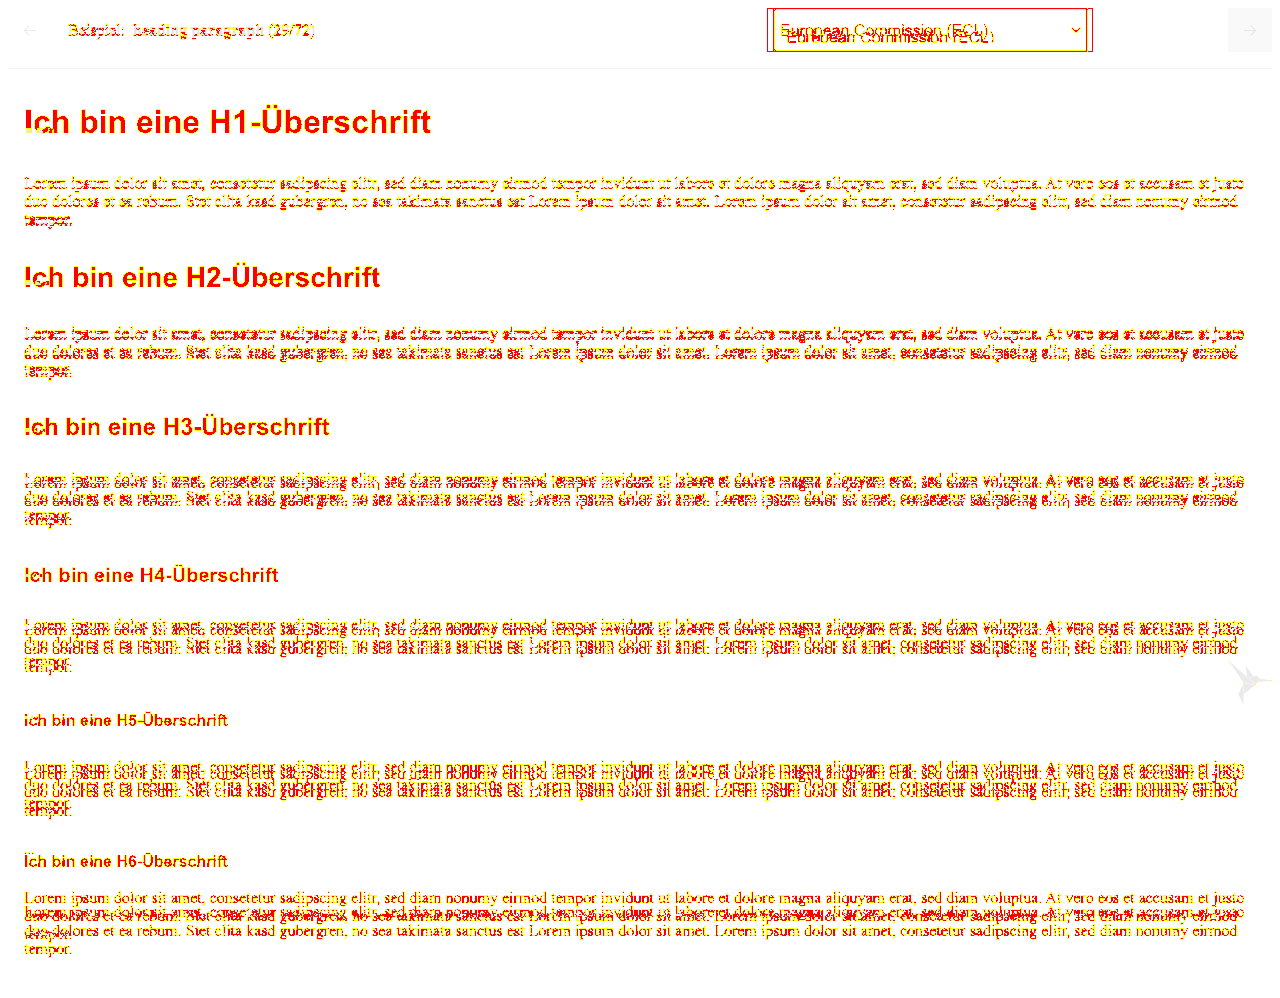 Beispiel: heading paragraph (29/72)
European Commission (ECL)
Ich bin eine H1-Überschrift
Lorem ipsum dolor sit amet, consetetur sadipscing elitr, sed diam nonumy eirmod tempor invidunt ut labore et dolore magna aliquyam erat, sed diam voluptua. At vero eos et accusam et justo
duo dolores et ea rebum. Stet clita kasd gubergren, no sea takimata sanctus est Lorem ipsum dolor sit amet. Lorem ipsum dolor sit amet, consetetur sadipscing elitr, sed diam nonumy eirmod
tempor.
Ich bin eine H2-Überschrift
Lorem ipsum dolor sit amet, consetetur sadipscing elitr, sed diam nonumy eirmod tempor invidunt ut labore et dolore magna aliquyam erat, sed diam voluptua. At vero eos et accusam et justo
duo dolores et ea rebum. Stet clita kasd gubergren, no sea takimata sanctus est Lorem ipsum dolor sit amet. Lorem ipsum dolor sit amet, consetetur sadipscing elitr, sed diam nonumy eirmod
tempor.
Ich bin eine H3-Überschrift
Lorem ipsum dolor sit amet, consetetur sadipscing elitr, sed diam nonumy eirmod tempor invidunt ut labore et dolore magna aliquyam erat, sed diam voluptua. At vero eos et accusam et justo
duo dolores et ea rebum. Stet clita kasd gubergren, no sea takimata sanctus est Lorem ipsum dolor sit amet. Lorem ipsum dolor sit amet, consetetur sadipscing elitr, sed diam nonumy eirmod
tempor.
Ich bin eine H4-Überschrift
Lorem ipsum dolor sit amet, consetetur sadipscing elitr, sed diam nonumy eirmod tempor invidunt ut labore et dolore magna aliquyam erat, sed diam voluptua. At vero eos et accusam et justo
duo dolores et ea rebum. Stet clita kasd gubergren, no sea takimata sanctus est Lorem ipsum dolor sit amet. Lorem ipsum dolor sit amet, consetetur sadipscing elitr, sed diam nonumy eirmod
tempor.
Ich bin eine H5-Überschrift
Lorem ipsum dolor sit amet, consetetur sadipscing elitr, sed diam nonumy eirmod tempor invidunt ut labore et dolore magna aliquyam erat, sed diam voluptua. At vero eos et accusam et justo
duo dolores et ea rebum. Stet clita kasd gubergren, no sea takimata sanctus est Lorem ipsum dolor sit amet. Lorem ipsum dolor sit amet, consetetur sadipscing elitr, sed diam nonumy eirmod
tempor.
Ich bin eine H6-Überschrift
Lorem ipsum dolor sit amet, consetetur sadipscing elitr, sed diam nonumy eirmod tempor invidunt ut labore et dolore magna aliquyam erat, sed diam voluptua. At vero eos et accusam et justo
duo dolores et ea rebum. Stet clita kasd gubergren, no sea takimata sanctus est Lorem ipsum dolor sit amet. Lorem ipsum dolor sit amet, consetetur sadipscing elitr, sed diam nonumy eirmod
tempor.